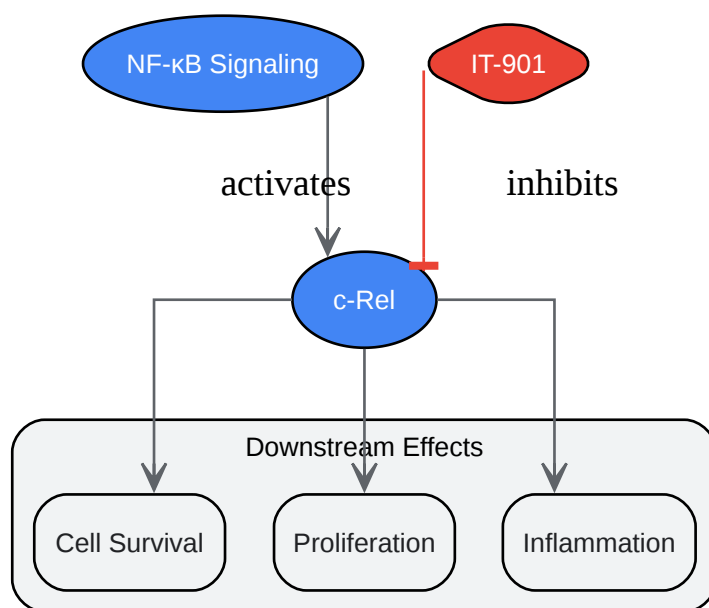 NF-κB Signaling
IT-901
activates
inhibits
c-Rel
Downstream Effects
Cell Survival
Proliferation
Inflammation